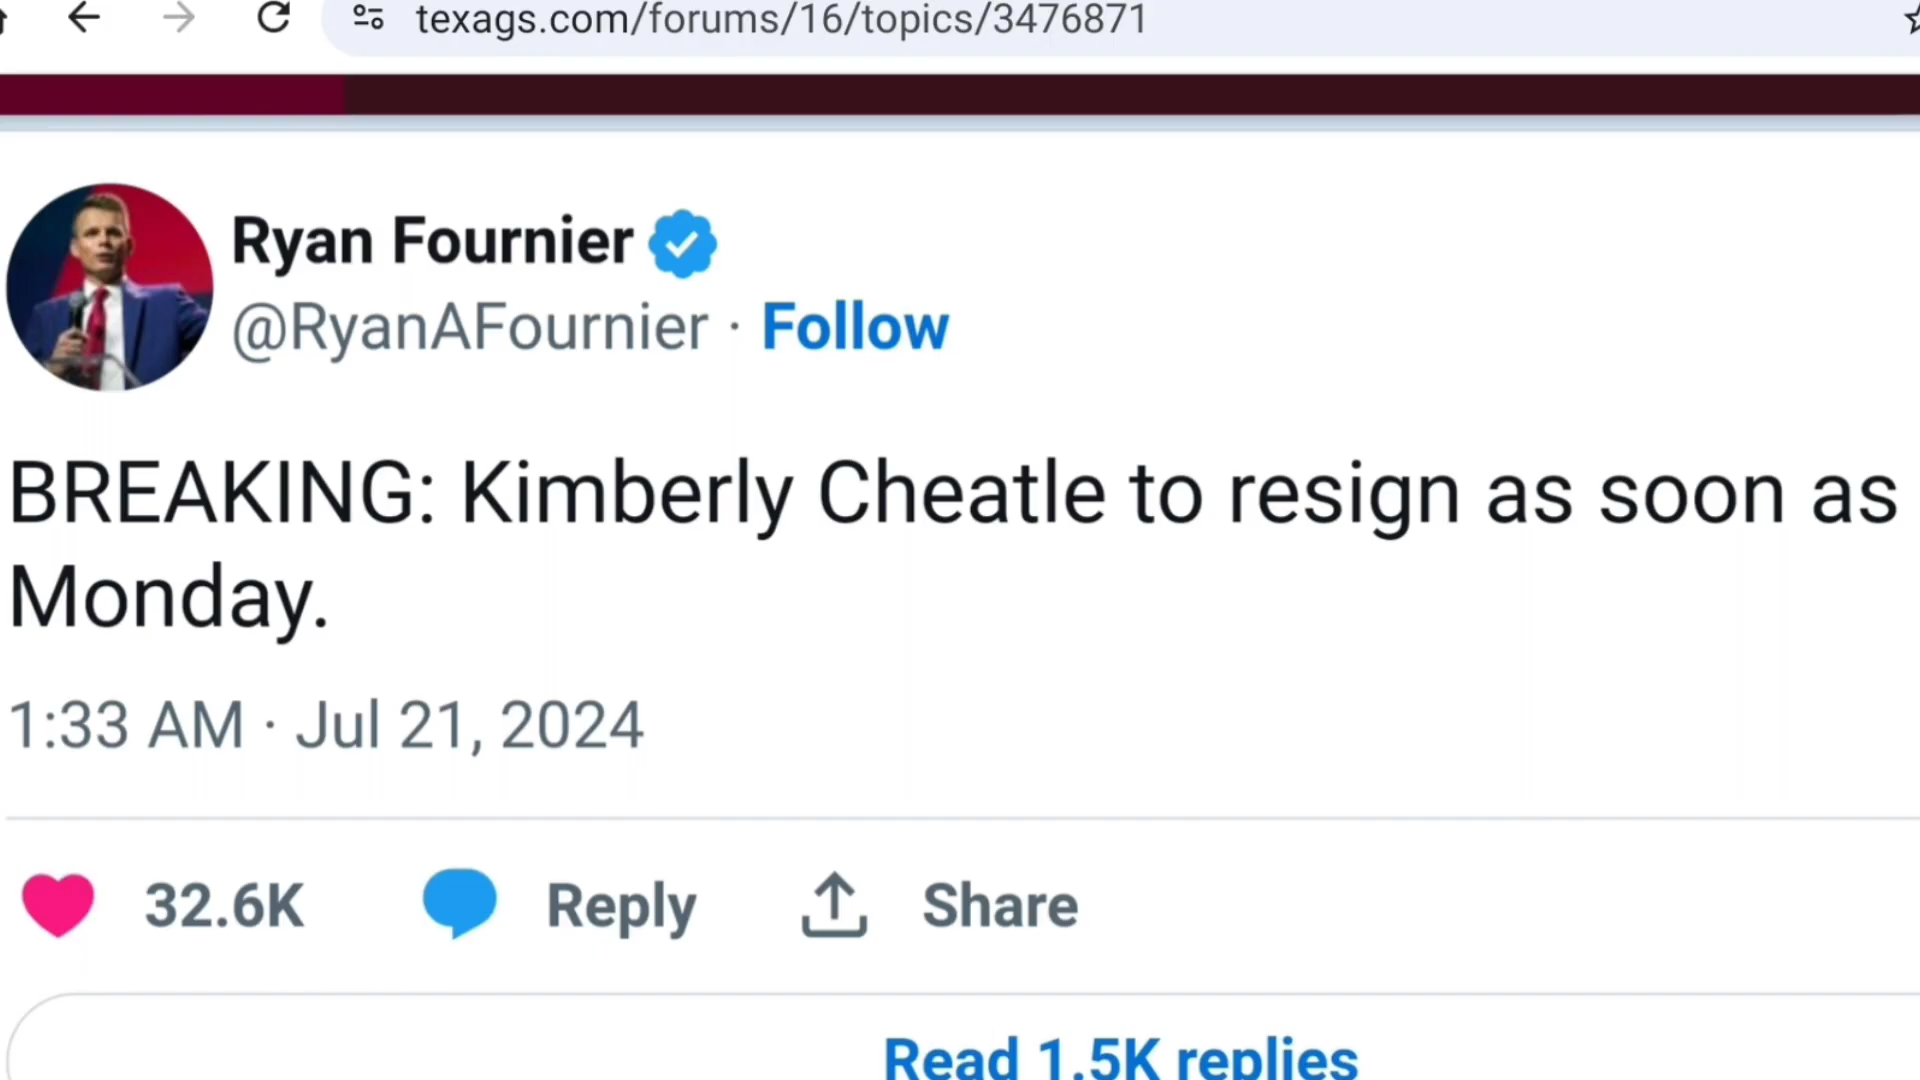 texags.com/forums/16/topics/3476871
Ryan Fournier
@RyanAFournier · Follow
BREAKING: Kimberly Cheatle to resign as soon as
Monday.
1:33 AM · Jul 21, 2024
32.6K Reply Share
Read 1.5K replies